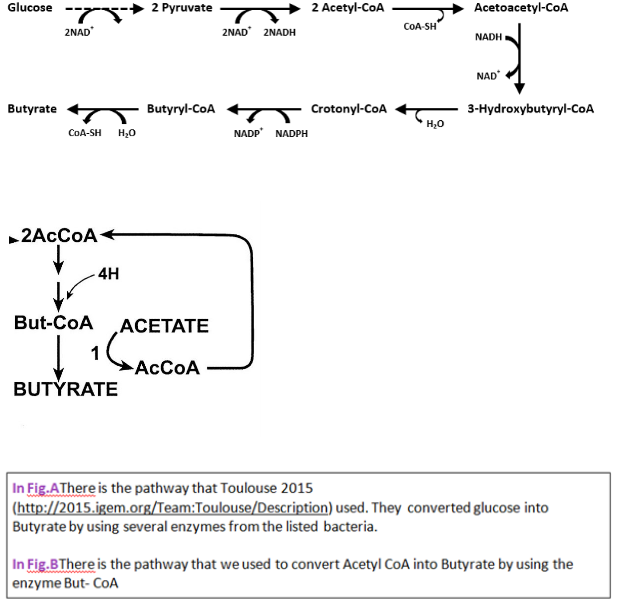 Glucose 2 Pyruvate 2 Acetyl-CoA Acetoacetyl-CoA
2NAD⁺ 2NAD⁺ 2NADH CoA-SH
NADH
NAD⁺
Butyrate Butyryl-CoA Crotonyl-CoA 3-Hydroxybutyryl-CoA
CoA-SH H₂O NADP⁺ NADPH H₂O
2AcCoA
4H
But-CoA ACETATE
1
AcCoA
BUTYRATE
In Fig.AThere is the pathway that Toulouse 2015
(http://2015.igem.org/Team:Toulouse/Description) used. They converted glucose into
Butyrate by using several enzymes from the listed bacteria.
In Fig.BThere is the pathway that we used to convert Acetyl CoA into Butyrate by using the
enzyme But- CoA